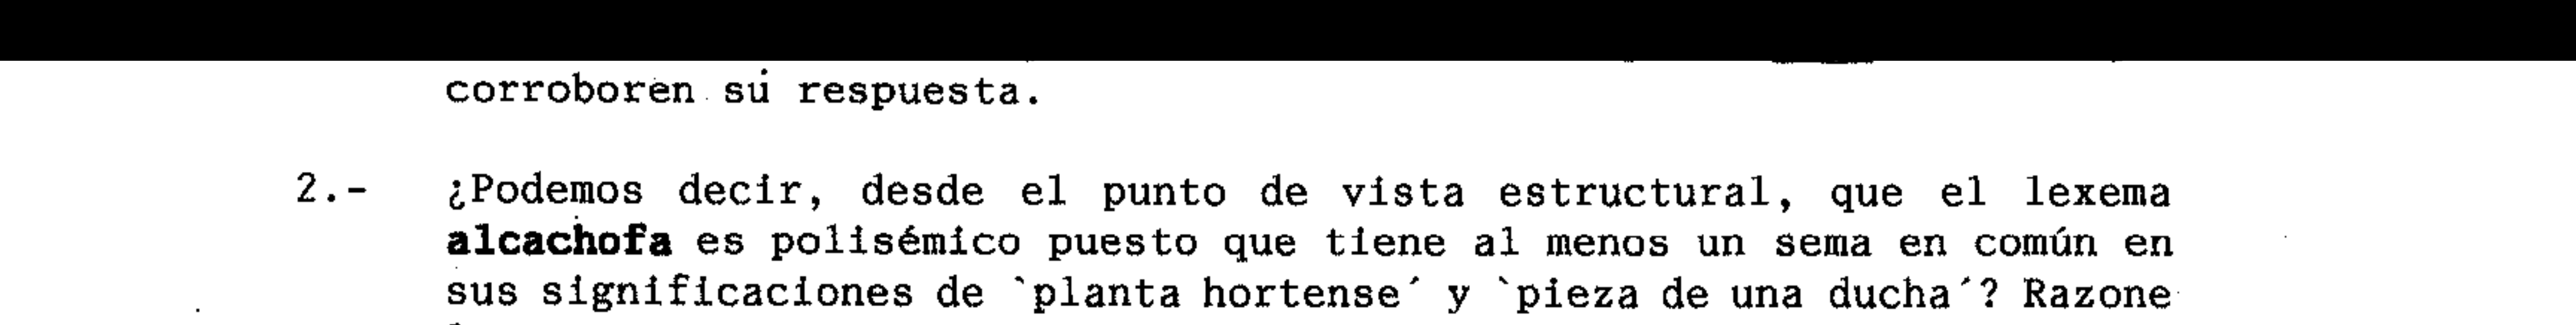 corroboren su respuesta.
2.- ¿Podemos decir, desde el punto de vista estructural, que el lexema
alcachofa es polisémico puesto que tiene al menos un sema en común en
sus significaciones de `planta hortense´ y `pieza de una ducha´? Razone